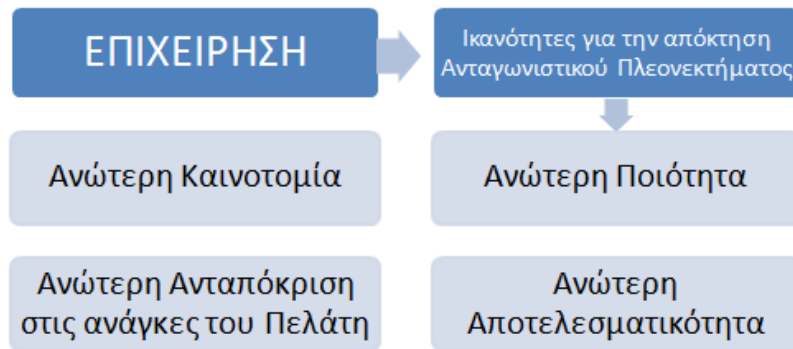 ΕΠΙΧΕΙΡΗΣΗ
Ικανότητες για την απόκτηση
Ανταγωνιστικού Πλεονεκτήματος
Ανώτερη Καινοτομία
Ανώτερη Ποιότητα
Ανώτερη Ανταπόκριση
στις ανάγκες του Πελάτη
Ανώτερη
Αποτελεσματικότητα